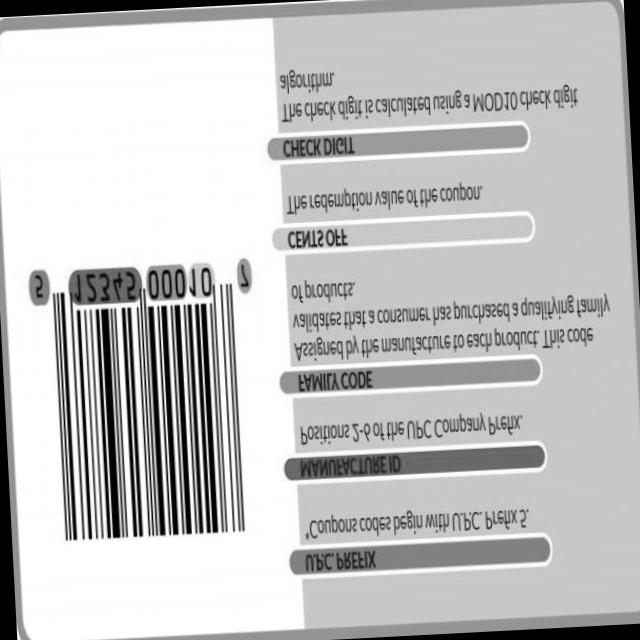 U.P.C. PREFIX
*Coupons codes begin with U.P.C. Prefix 5.
MANUFACTURE ID
Positions 2-6 of the UPC Company Prefix.
FAMILY CODE
Assigned by the manufacture to each product. This code
validates that a consumer has purchased a qualifying family
of products.
CENTS OFF
The redemption value of the coupon.
CHECK DIGIT
The check digit is calculated using a MOD10 check digit
algorithm.
5 12345 00010 7